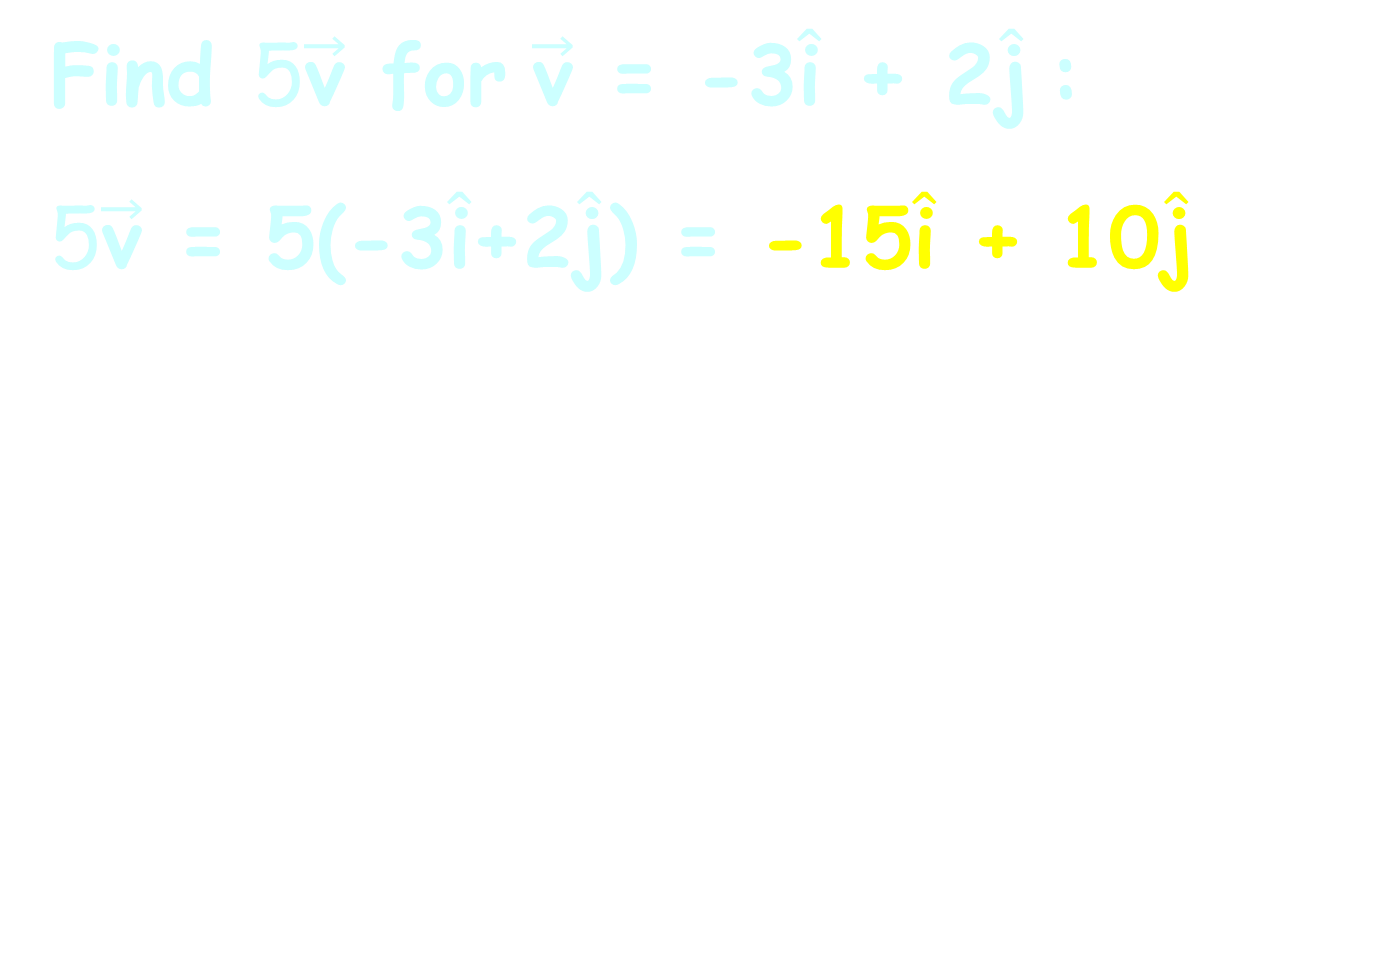 Find 5v⃗ for v⃗ = -3î + 2ĵ :
5v⃗ = 5(-3î+2ĵ) = -15î + 10ĵ